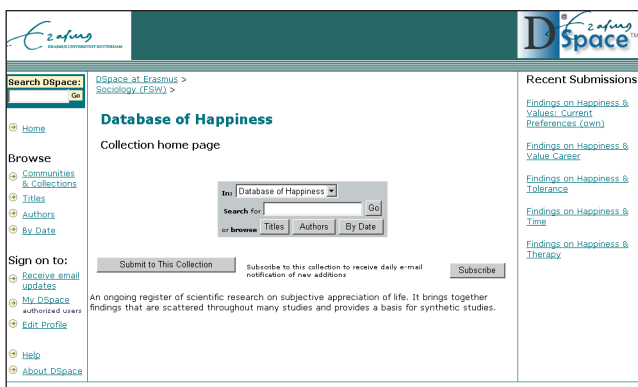 Erasmus
ERASMUS UNIVERSITEIT ROTTERDAM
Erasmus
DSpace™
Search DSpace:
Go
Home
Browse
Communities
& Collections
Titles
Authors
By Date
Sign on to:
Receive email
updates
My DSpace
authorized users
Edit Profile
Help
About DSpace
DSpace at Erasmus >
Sociology (FSW) >
Database of Happiness
Collection home page
In: Database of Happiness
Search for Go
or browse Titles Authors By Date
Submit to This Collection
Subscribe to this collection to receive daily e-mail
notification of new additions
Subscribe
An ongoing register of scientific research on subjective appreciation of life. It brings together
findings that are scattered throughout many studies and provides a basis for synthetic studies.
Recent Submissions
Findings on Happiness &
Values: Current
Preferences (own)
Findings on Happiness &
Value Career
Findings on Happiness &
Tolerance
Findings on Happiness &
Time
Findings on Happiness &
Therapy